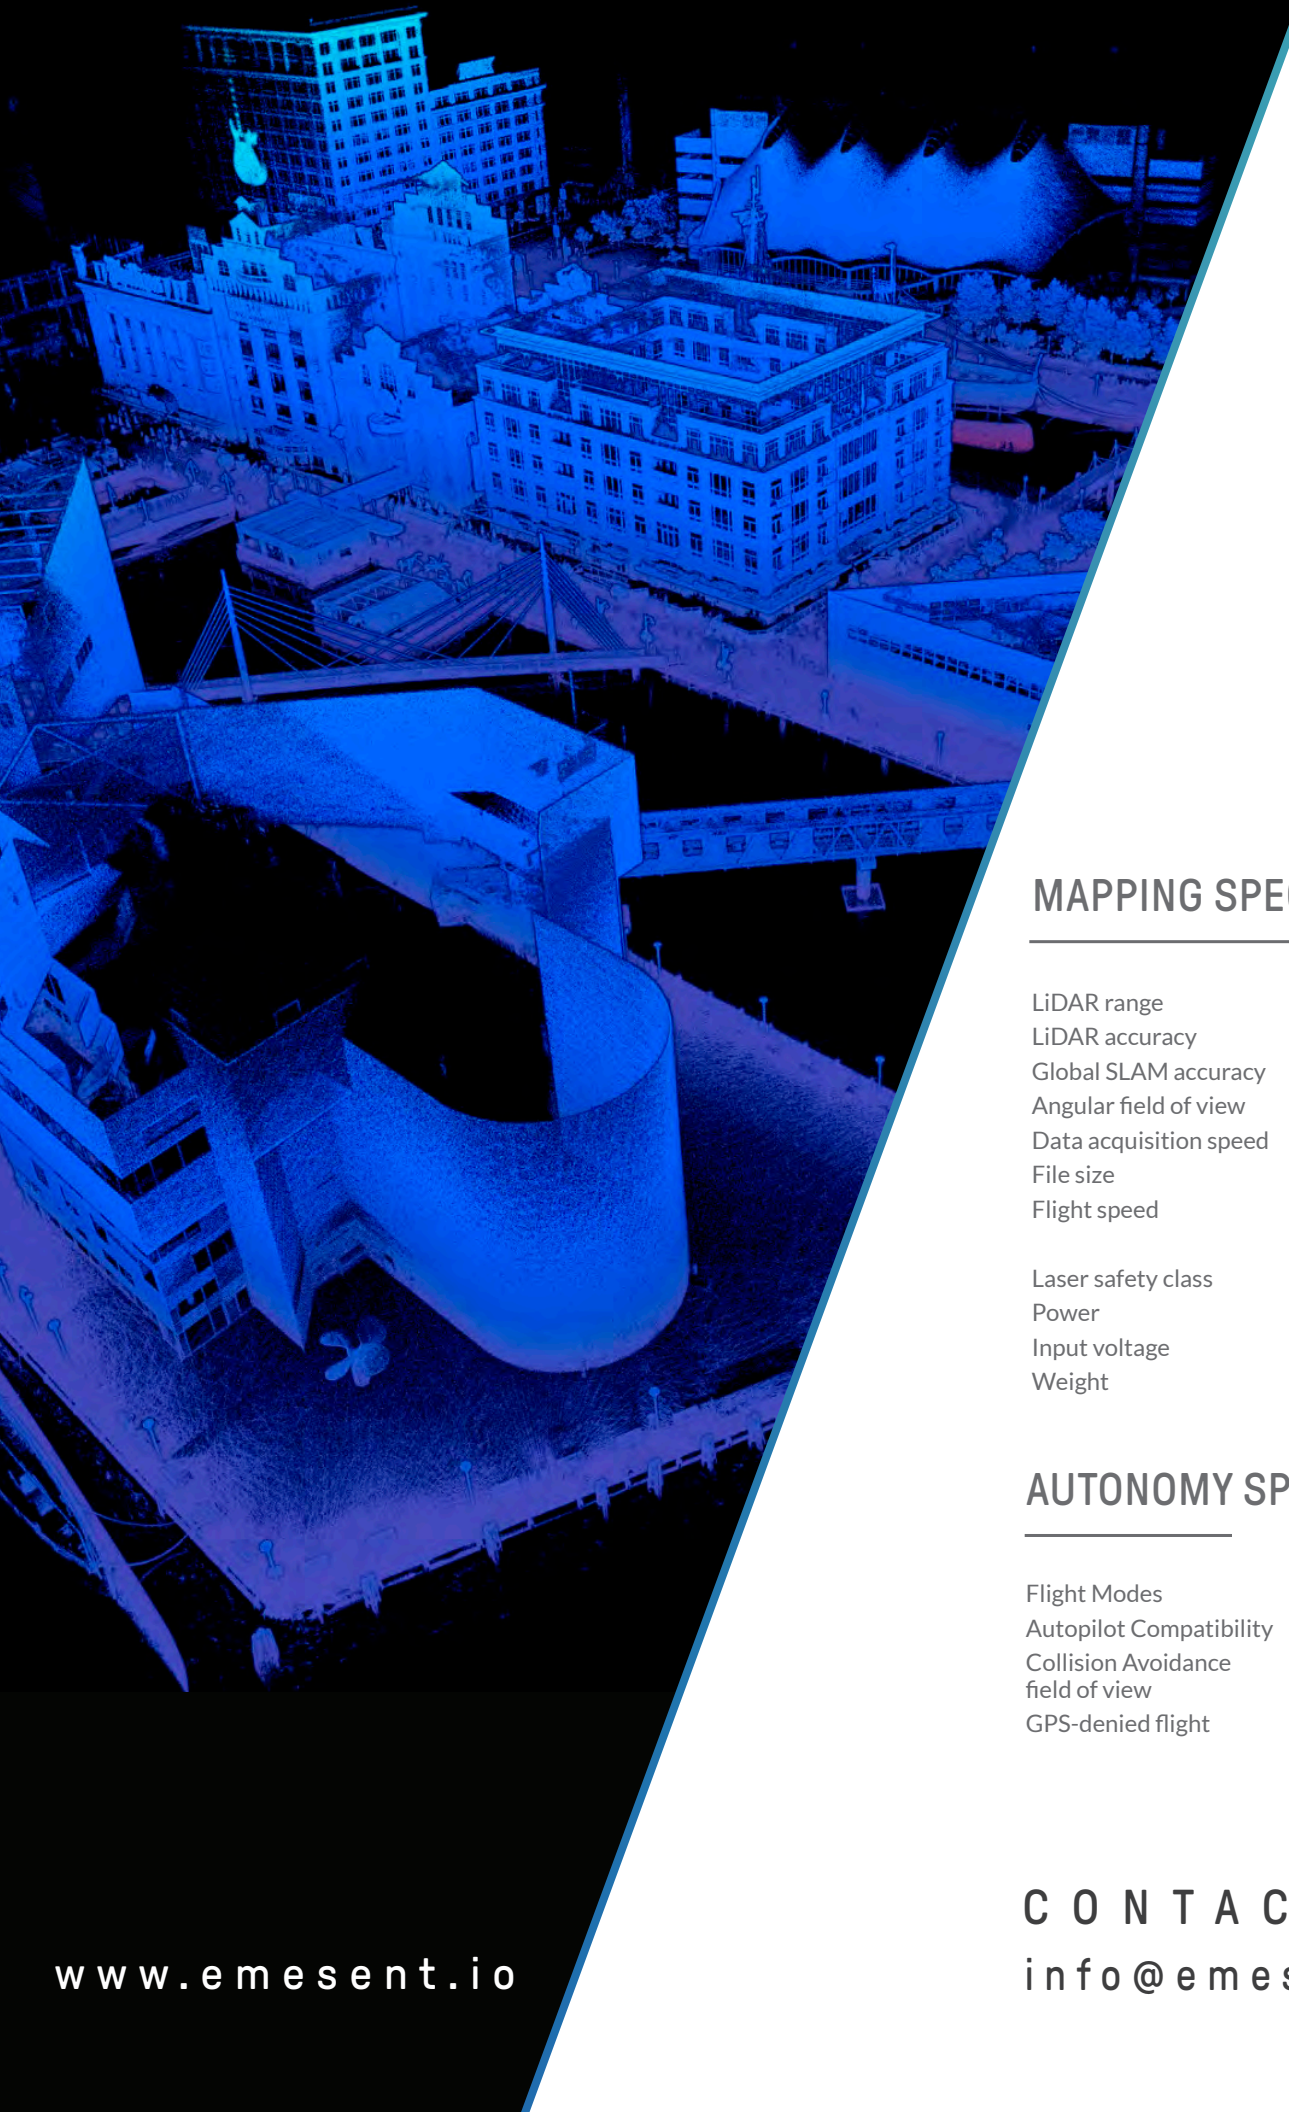 MAPPING SPE
LiDAR range
LiDAR accuracy
Global SLAM accuracy
Angular field of view
Data acquisition speed
File size
Flight speed
Laser safety class
Power
Input voltage
Weight
AUTONOMY SP
Flight Modes
Autopilot Compatibility
Collision Avoidance
field of view
GPS-denied flight
CONTAC
info@emes
www.emesent.io